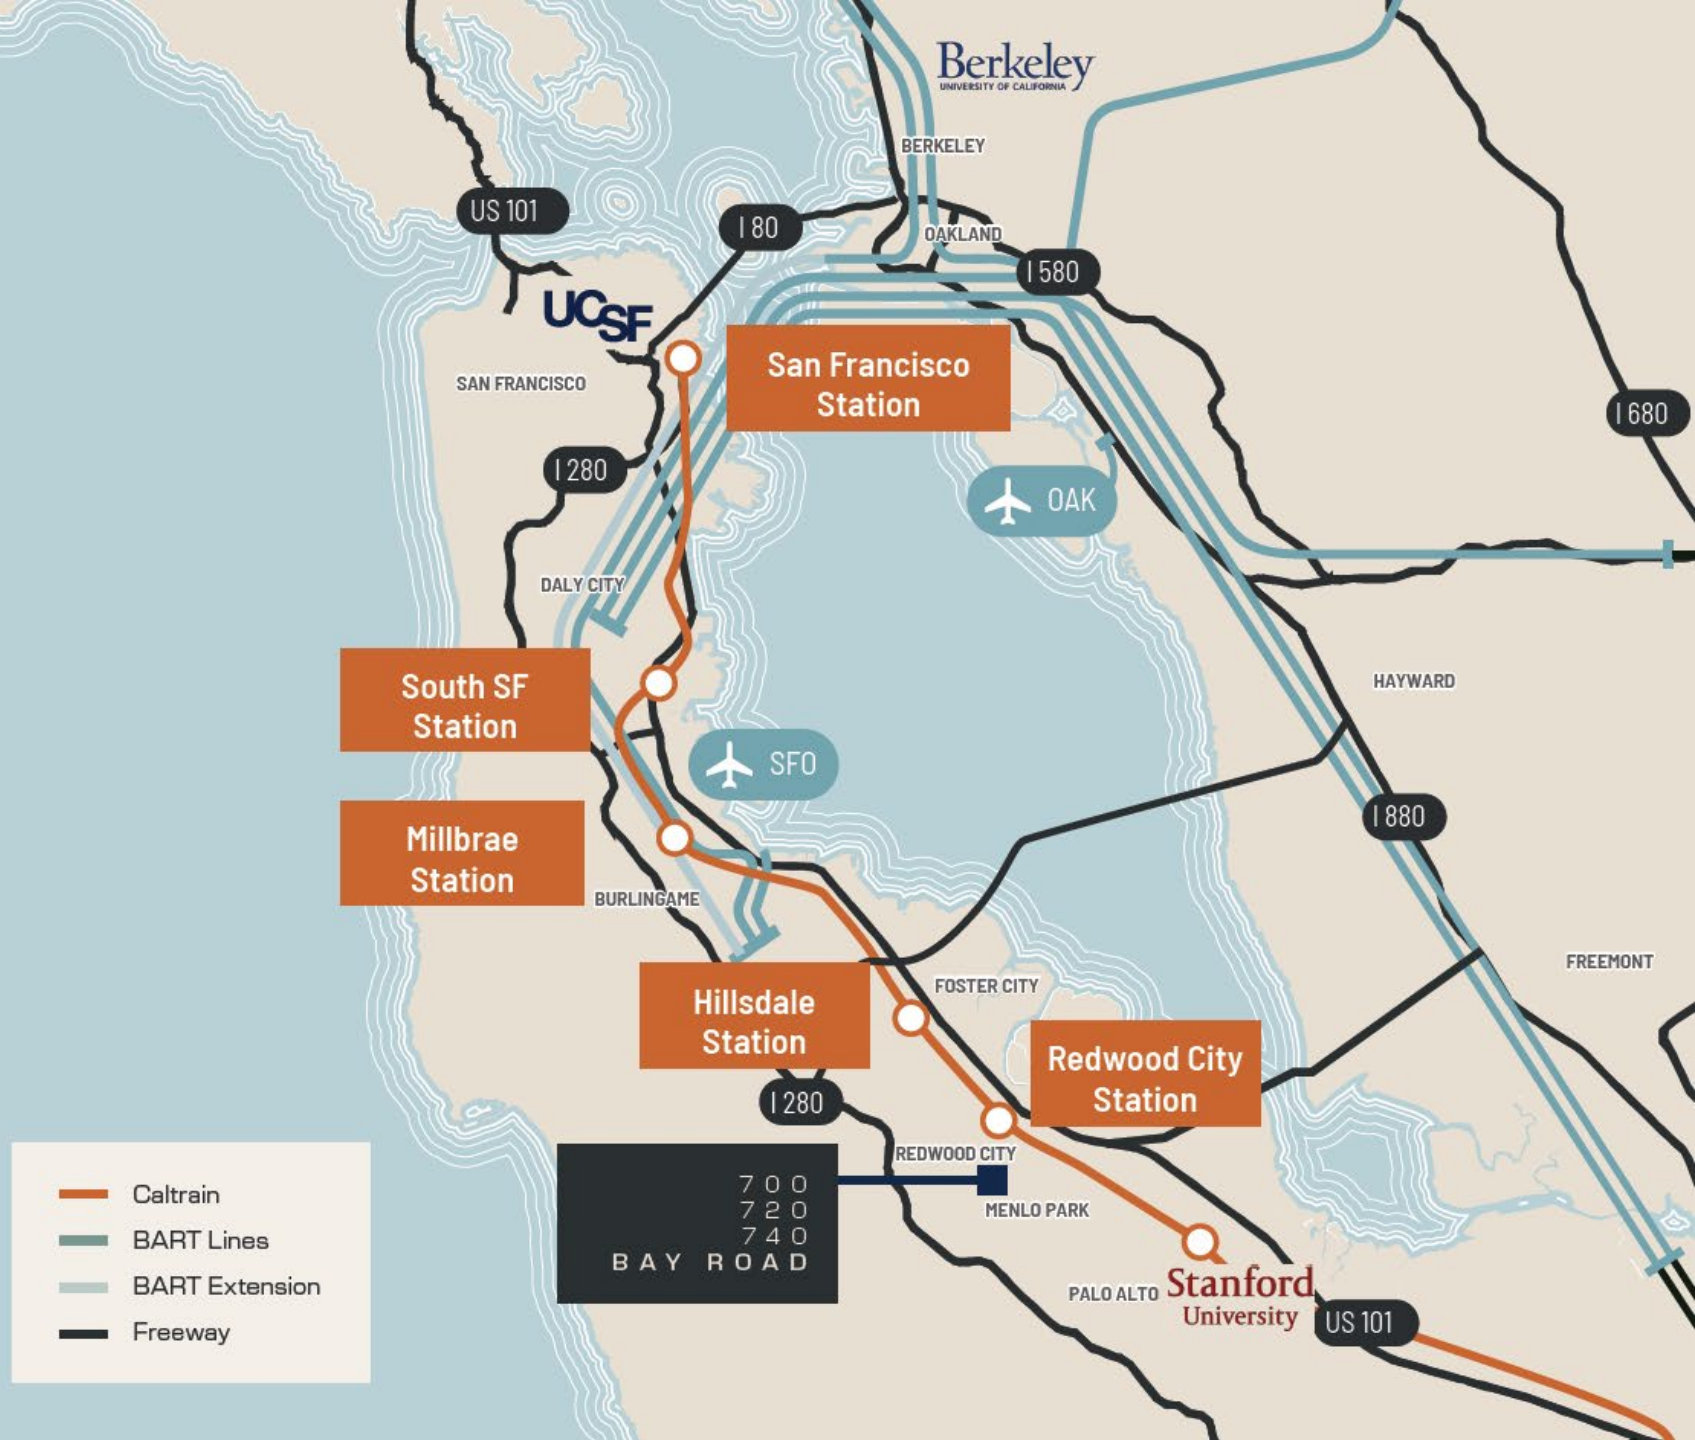 Berkeley
UNIVERSITY OF CALIFORNIA
BERKELEY
US 101
I 80
OAKLAND
I 580
UCSF
SAN FRANCISCO
San Francisco
Station
I 680
I 280
OAK
DALY CITY
South SF
Station
HAYWARD
SFO
I 880
Millbrae
Station
BURLINGAME
FREEMONT
Hillsdale
Station
FOSTER CITY
Redwood City
Station
I 280
REDWOOD CITY
700
720
740
BAY ROAD
MENLO PARK
PALO ALTO
Stanford
University
US 101
Caltrain
BART Lines
BART Extension
Freeway